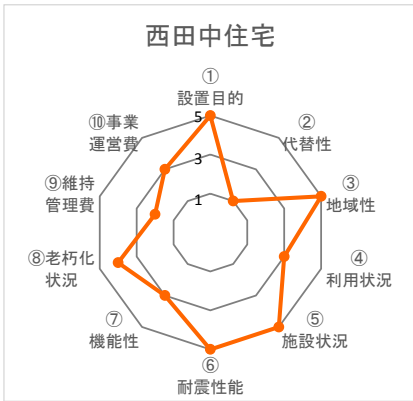 西田中住宅
①
設置目的
②
代替性
③
地域性
④
利用状況
⑤
施設状況
⑥
耐震性能
⑦
機能性
⑧老朽化
状況
⑨維持
管理費
⑩事業
運営費
5
3
1